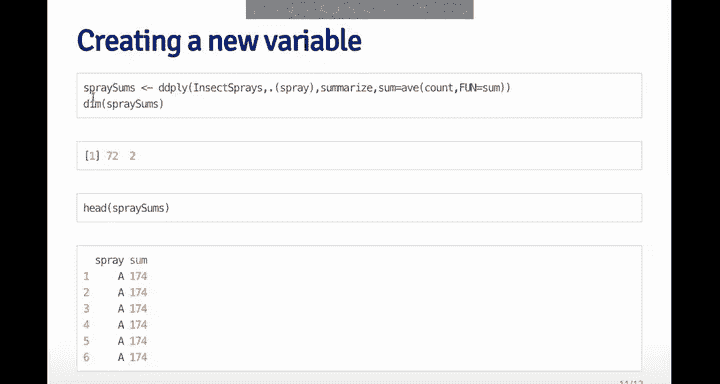 Creating a new variable
spraySums <- ddply(InsectSprays,.(spray),summarize,sum=ave(count,FUN=sum))
dim(spraySums)
[1] 72  2
head(spraySums)
  spray sum
1     A 174
2     A 174
3     A 174
4     A 174
5     A 174
6     A 174